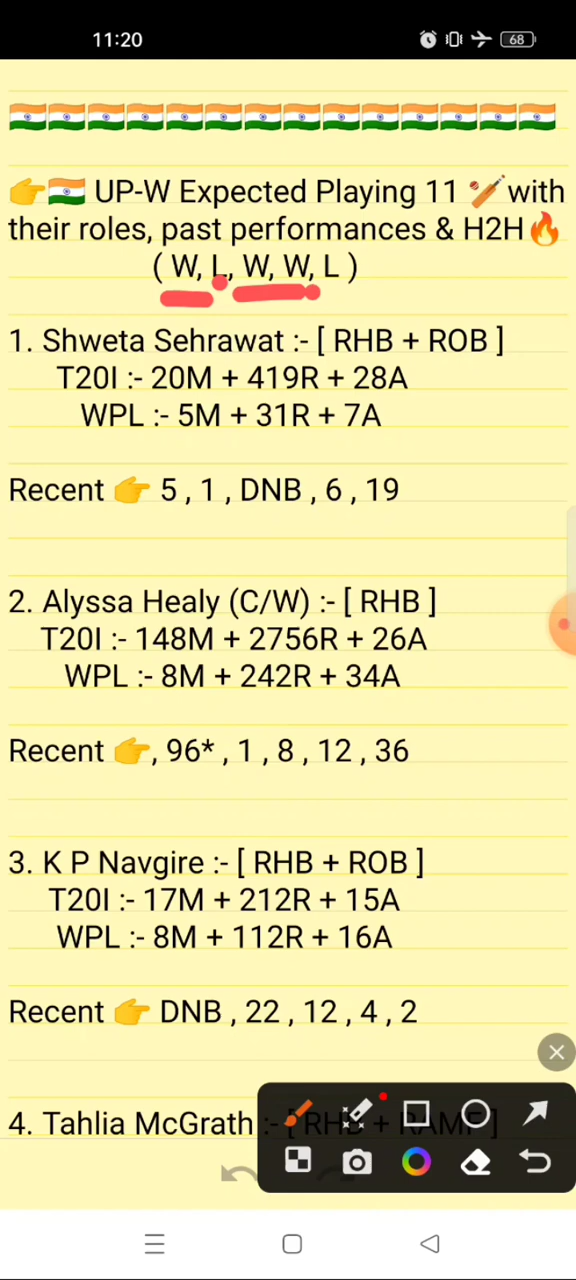 11:20
68
👉🇮🇳 UP-W Expected Playing 11 🏏 with
their roles, past performances & H2H🔥
( W, L, W, W, L )
1. Shweta Sehrawat :- [ RHB + ROB ]
T20I :- 20M + 419R + 28A
WPL :- 5M + 31R + 7A
Recent 👉 5 , 1 , DNB , 6 , 19
2. Alyssa Healy (C/W) :- [ RHB ]
T20I :- 148M + 2756R + 26A
WPL :- 8M + 242R + 34A
Recent 👉, 96* , 1 , 8 , 12 , 36
3. K P Navgire :- [ RHB + ROB ]
T20I :- 17M + 212R + 15A
WPL :- 8M + 112R + 16A
Recent 👉 DNB , 22 , 12 , 4 , 2
4. Tahlia McGrath :- [ RHB + RAMF ]